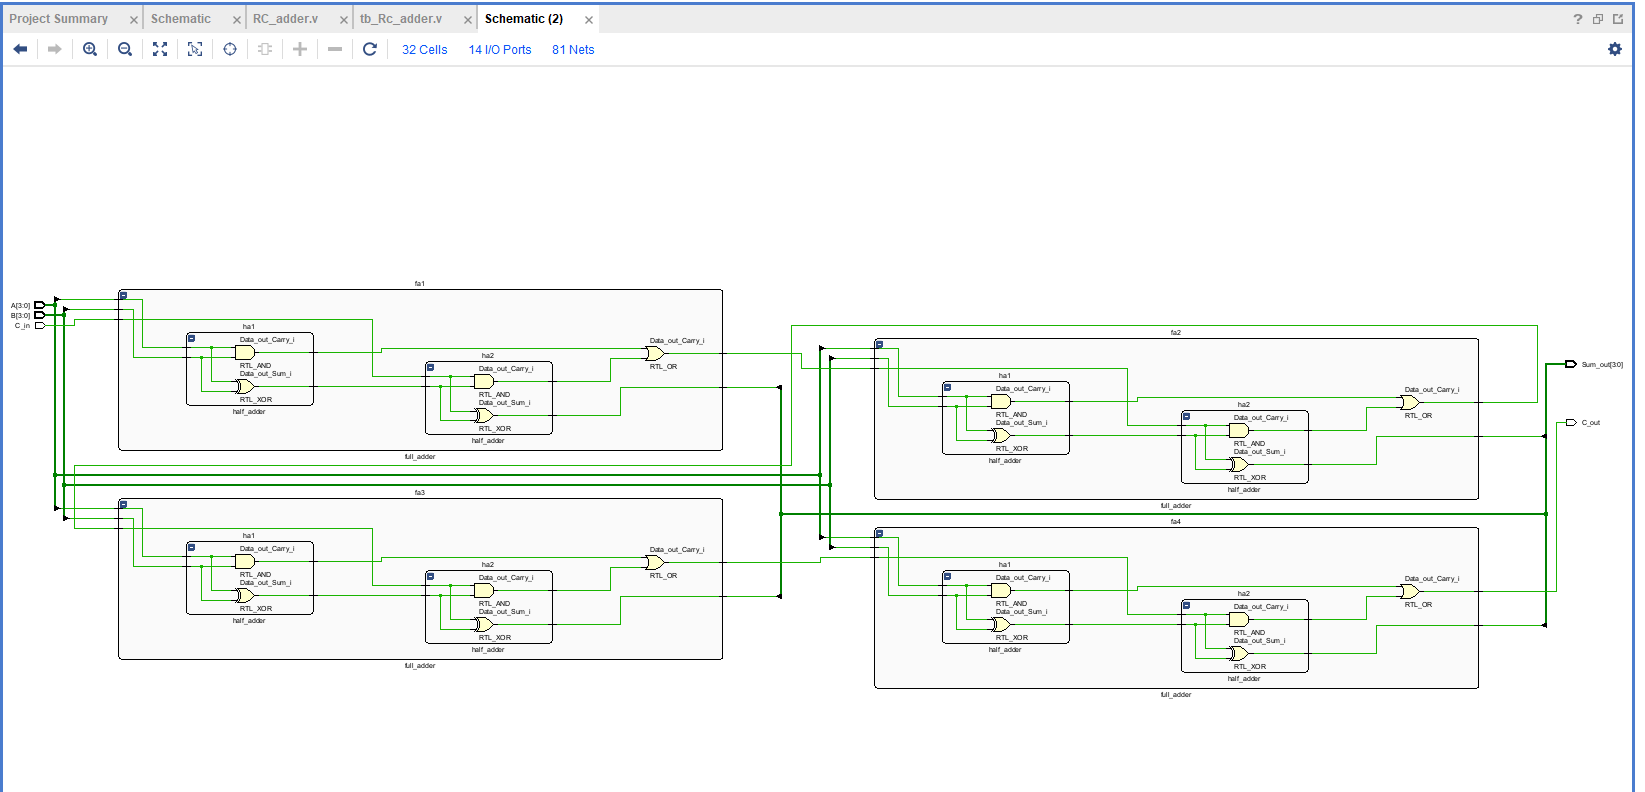 Project Summary
Schematic
RC_adder.v
tb_Rc_adder.v
Schematic (2)
32 Cells
14 I/O Ports
81 Nets
A[3:0]
B[3:0]
C_in
fa1
ha1
Data_out_Carry_i
RTL_AND
Data_out_Sum_i
RTL_XOR
half_adder
ha2
Data_out_Carry_i
RTL_AND
Data_out_Sum_i
RTL_XOR
half_adder
Data_out_Carry_i
RTL_OR
full_adder
fa2
ha1
Data_out_Carry_i
RTL_AND
Data_out_Sum_i
RTL_XOR
half_adder
ha2
Data_out_Carry_i
RTL_AND
Data_out_Sum_i
RTL_XOR
half_adder
Data_out_Carry_i
RTL_OR
full_adder
Sum_out[3:0]
C_out
fa3
ha1
Data_out_Carry_i
RTL_AND
Data_out_Sum_i
RTL_XOR
half_adder
ha2
Data_out_Carry_i
RTL_AND
Data_out_Sum_i
RTL_XOR
half_adder
Data_out_Carry_i
RTL_OR
full_adder
fa4
ha1
Data_out_Carry_i
RTL_AND
Data_out_Sum_i
RTL_XOR
half_adder
ha2
Data_out_Carry_i
RTL_AND
Data_out_Sum_i
RTL_XOR
half_adder
Data_out_Carry_i
RTL_OR
full_adder